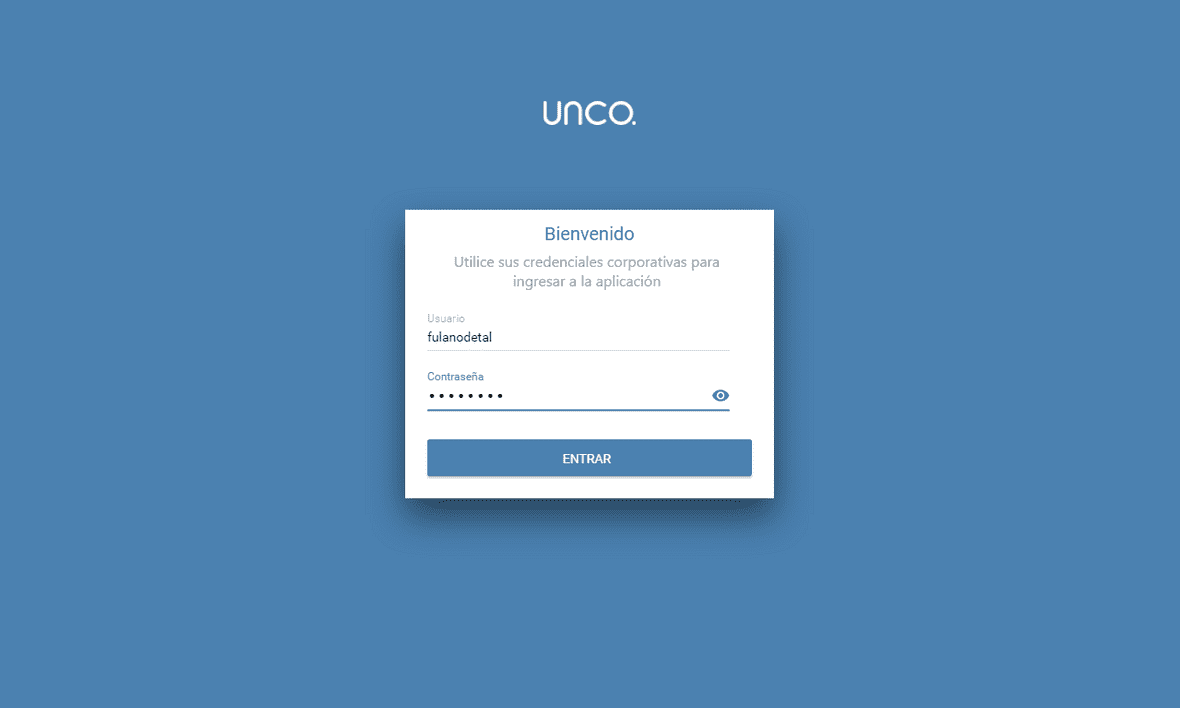 UNCO.
Bienvenido
Utilice sus credenciales corporativas para
ingresar a la aplicación
Usuario
fulanodetal
Contraseña
••••••••
ENTRAR